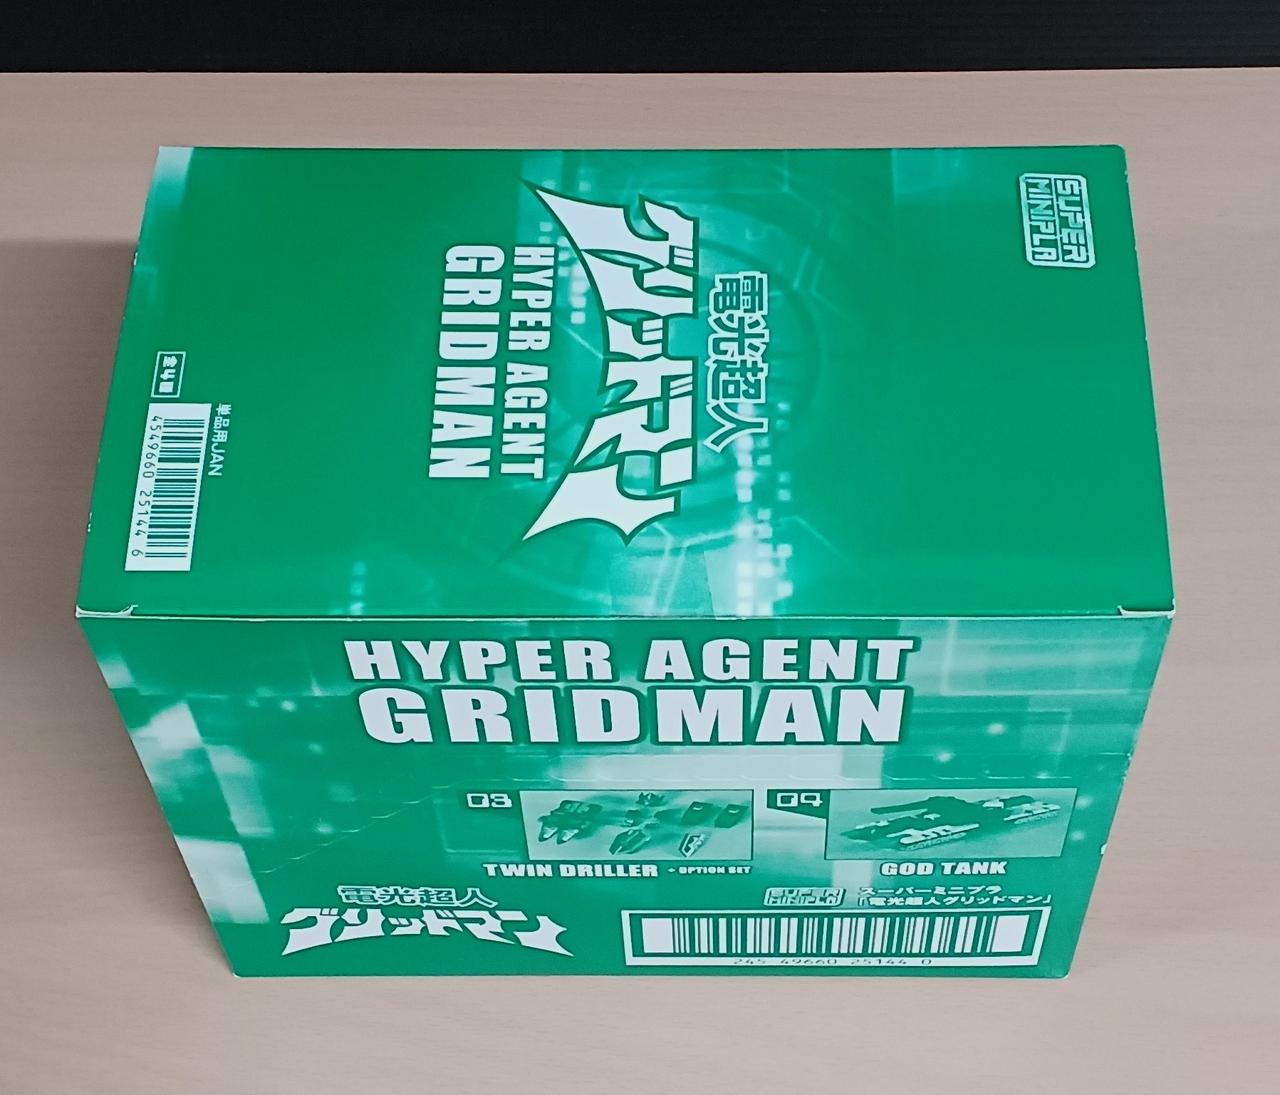 SUPER
MINIPLA
電光超人
グリッドマン
HYPER AGENT
GRIDMAN
全4種
単品用JAN
4549660 251446
HYPER AGENT
GRIDMAN
03
TWIN DRILLER + OPTION SET
04
GOD TANK
電光超人
グリッドマン
SUPER
MINIPLA
スーパーミニプラ
「電光超人グリッドマン」
245 49660 25144 0